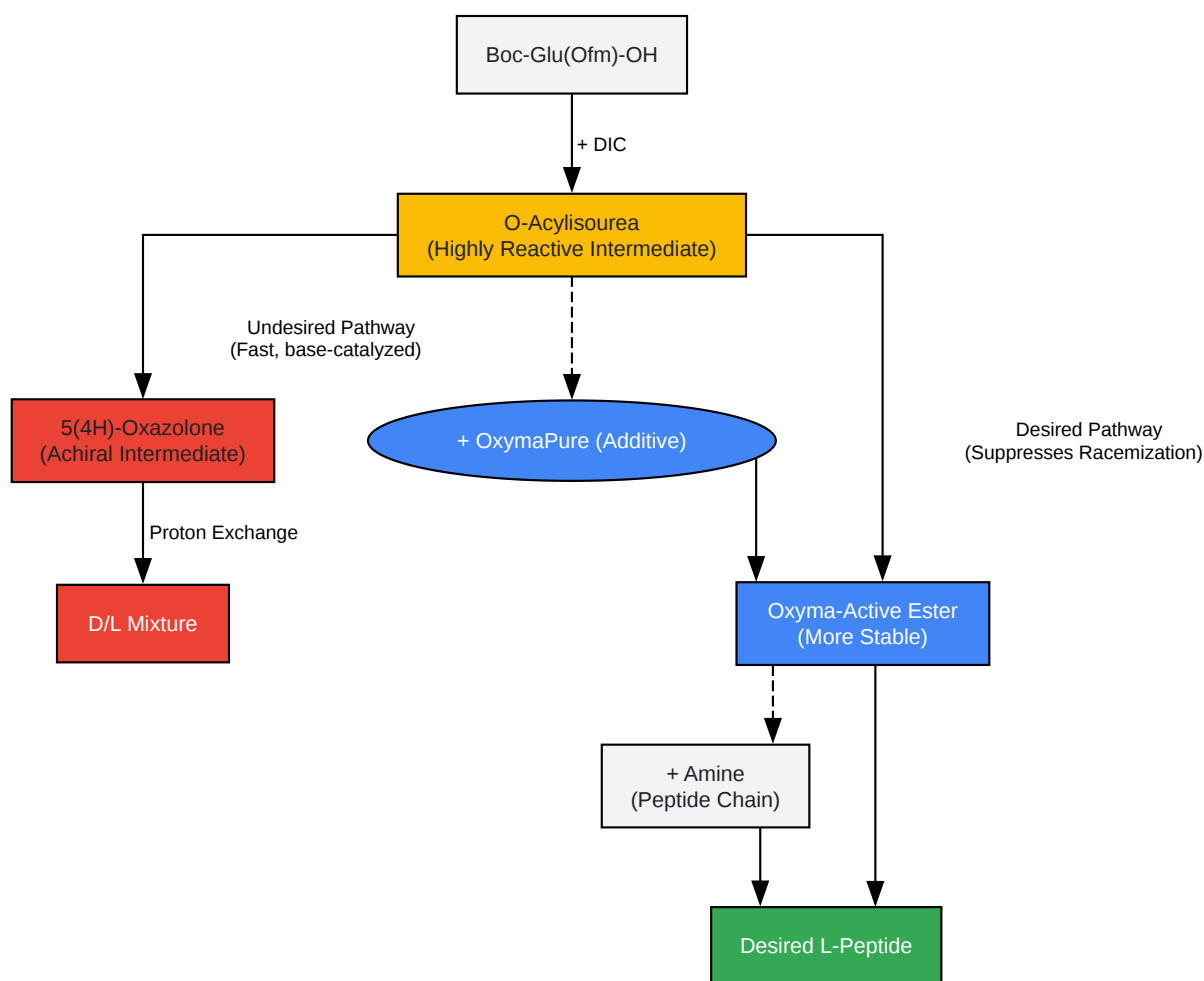 Boc-Glu(Ofm)-OH
+ DIC
O-Acylisourea
(Highly Reactive Intermediate)
Undesired Pathway
(Fast, base-catalyzed)
5(4H)-Oxazolone
(Achiral Intermediate)
+ OxymaPure (Additive)
Desired Pathway
(Suppresses Racemization)
Proton Exchange
D/L Mixture
Oxyma-Active Ester
(More Stable)
+ Amine
(Peptide Chain)
Desired L-Peptide